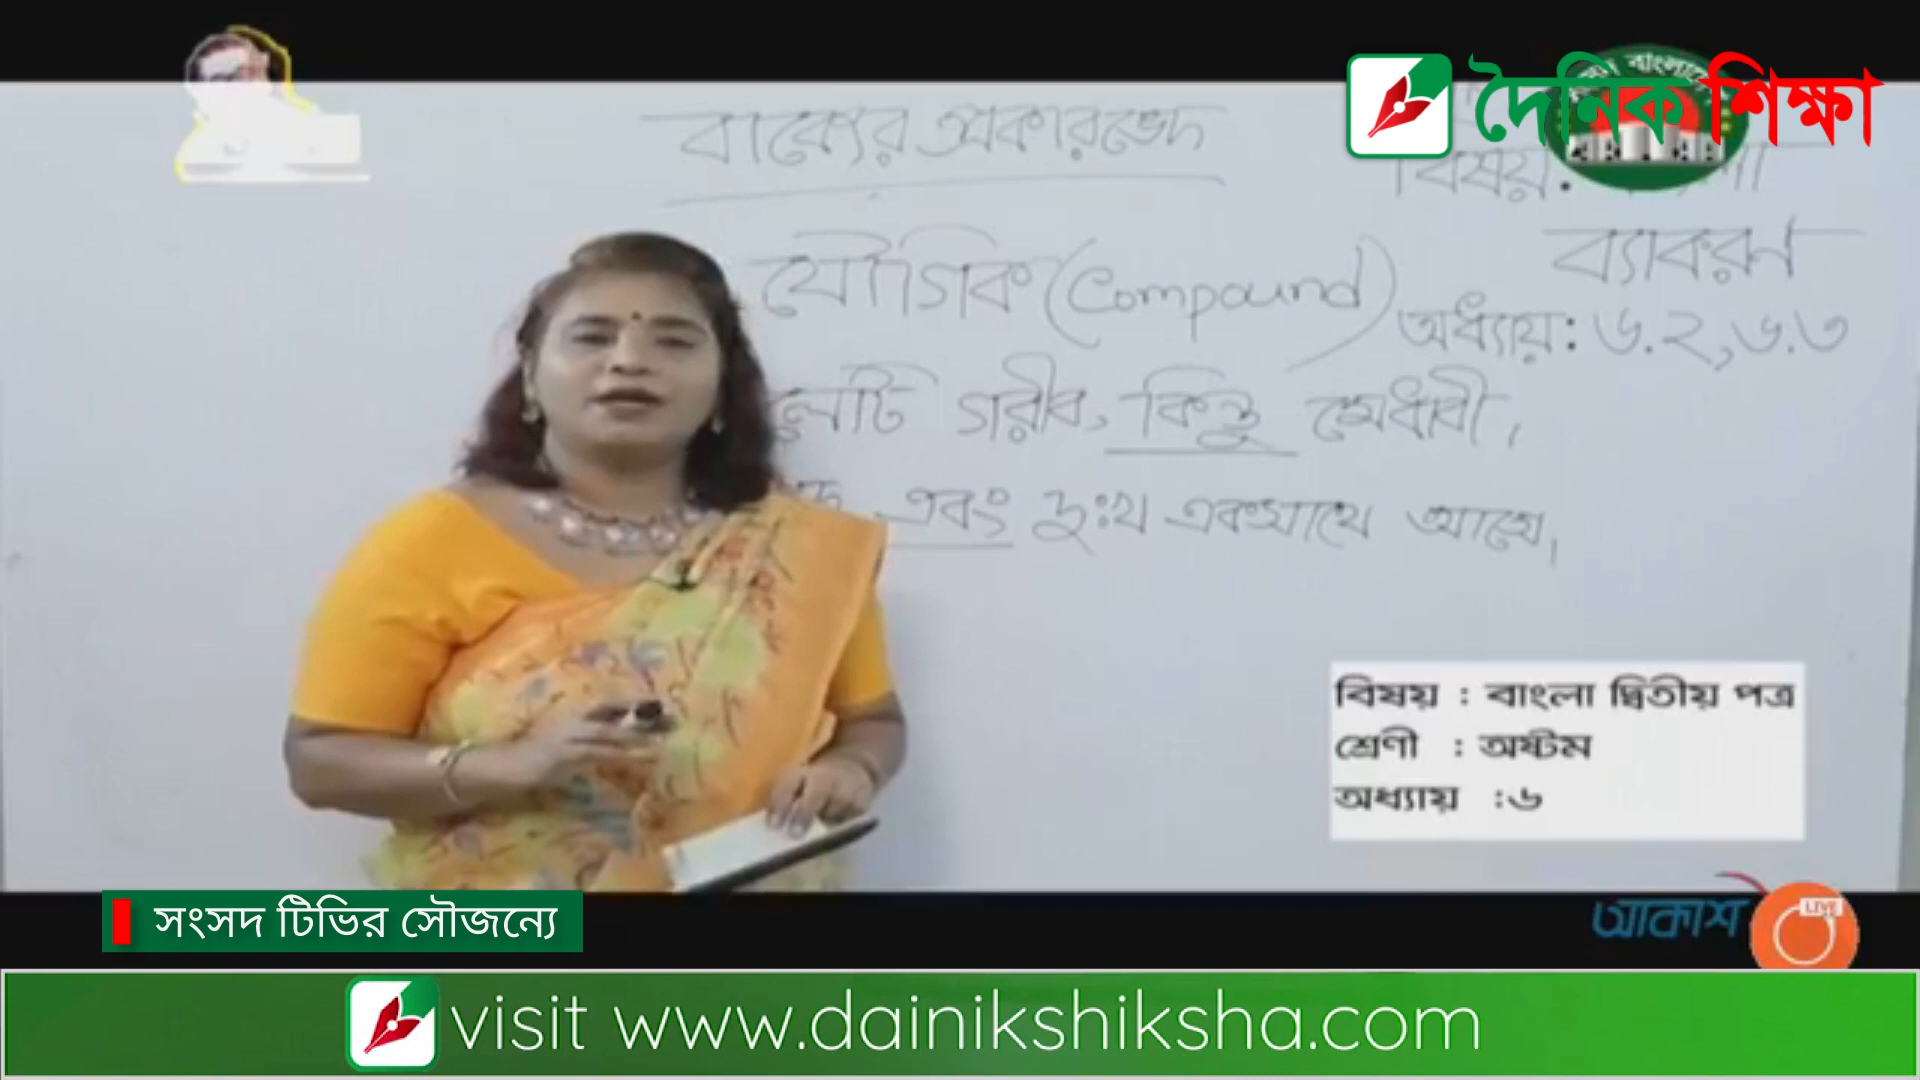 দৈনিক শিক্ষা
বাক্যের প্রকারভেদ
বিষয়:
ব্যাকরণ
যৌগিক (Compound)
অধ্যায়: ৬.২, ৬.৩
গরীব, কিন্তু মেধাবী।
এবং দুঃখ একসাথে আসে।
বিষয় : বাংলা দ্বিতীয় পত্র
শ্রেণী : অষ্টম
অধ্যায় :৬
সংসদ টিভির সৌজন্যে
আকাশ
LIVE
visit www.dainikshiksha.com